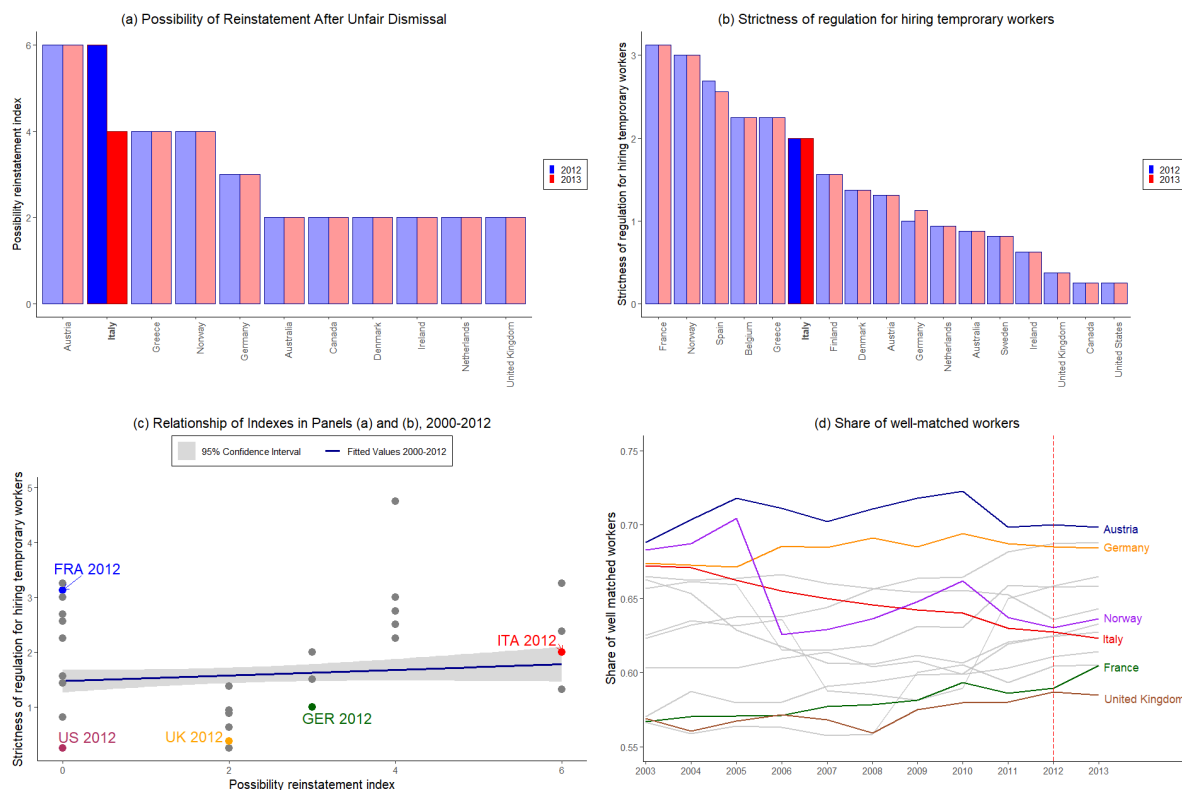 (a) Possibility of Reinstatement After Unfair Dismissal
Possibility reinstatement index
6
4
2
0
Austria
Italy
Greece
Norway
Germany
Australia
Canada
Denmark
Ireland
Netherlands
United Kingdom
2012
2013
(b) Strictness of regulation for hiring temprorary workers
Strictness of regulation for hiring temprorary workers
3
2
1
0
France
Norway
Spain
Belgium
Greece
Italy
Finland
Denmark
Austria
Germany
Netherlands
Australia
Sweden
Ireland
United Kingdom
Canada
United States
2012
2013
(c) Relationship of Indexes in Panels (a) and (b), 2000-2012
95% Confidence Interval
Fitted Values 2000-2012
Strictness of regulation for hiring temprorary workers
5
4
3
2
1
FRA 2012
ITA 2012
GER 2012
US 2012
UK 2012
0
2
4
6
Possibility reinstatement index
(d) Share of well-matched workers
Share of well matched workers
0.75
0.70
0.65
0.60
0.55
Austria
Germany
Norway
Italy
France
United Kingdom
2003
2004
2005
2006
2007
2008
2009
2010
2011
2012
2013